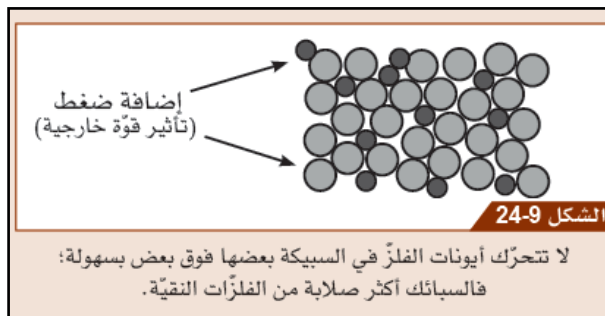 إضافة ضغط
(تأثير قوّة خارجية)
الشكل 9-24
لا تتحرّك أيونات الفلزّ في السبيكة بعضها فوق بعض بسهولة؛
فالسبائك أكثر صلابة من الفلزّات النقيّة.